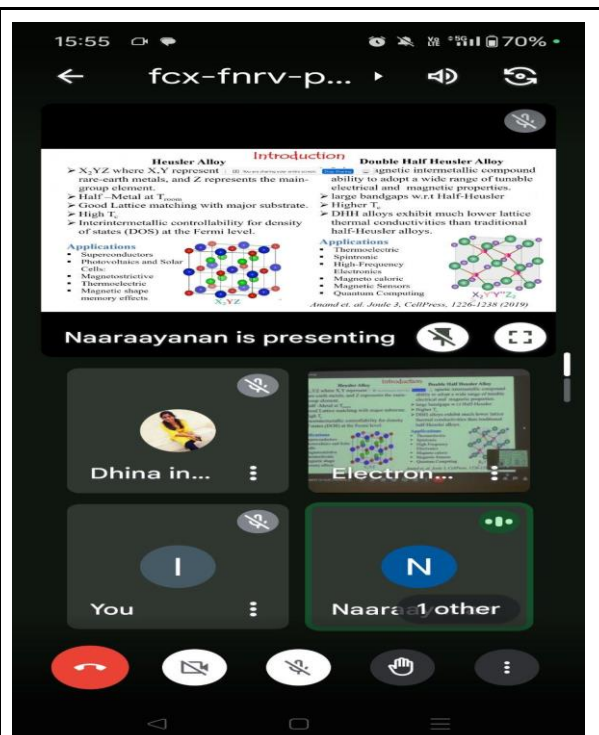 15:55
70%
fcx-fnrv-p...
Introduction
Heusler Alloy
➤ X₂YZ where X,Y represent
rare-earth metals, and Z represents the main-
group element.
➤ Half –Metal at Troom
➤ Good Lattice matching with major substrate.
➤ High Tc
➤ Interintermetallic controllability for density
of states (DOS) at the Fermi level.
Applications
▪ Superconductors
▪ Photovoltaics and Solar
Cells:
▪ Magnetostrictive
▪ Thermoelectric
▪ Magnetic shape
memory effects
X₂YZ
Double Half Heusler Alloy
agnetic intermetallic compound
ability to adopt a wide range of tunable
electrical and magnetic properties.
➤ large bandgaps w.r.t Half-Heusler
➤ Higher Tc
➤ DHH alloys exhibit much lower lattice
thermal conductivities than traditional
half-Heusler alloys.
Applications
▪ Thermoelectric
▪ Spintronic
▪ High-Frequency
Electronics
▪ Magneto caloric
▪ Magnetic Sensors
▪ Quantum Computing
Anand et. al. Joule 3, CellPress, 1226-1238 (2019)
Naaraayanan is presenting
Dhina in...
Electron...
I
You
N
Naaraay
1 other